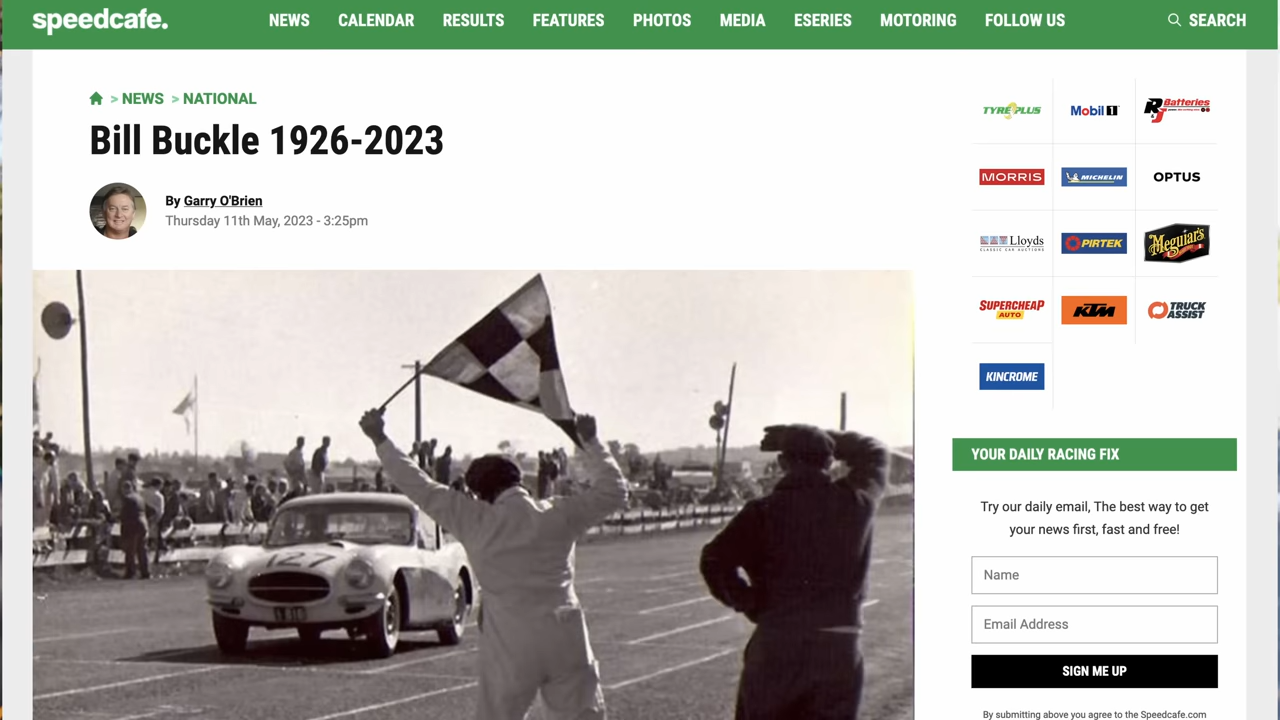 speedcafe.
NEWS CALENDAR RESULTS FEATURES PHOTOS MEDIA ESERIES MOTORING FOLLOW US SEARCH
> NEWS > NATIONAL
Bill Buckle 1926-2023
By Garry O'Brien
Thursday 11th May, 2023 - 3:25pm
127
TYREPLUS Mobil 1 RJ Batteries
MORRIS MICHELIN OPTUS
Lloyds CLASSIC CAR AUCTIONS PIRTEK Meguiar's
SUPERCHEAP AUTO KTM TRUCK ASSIST
KINCROME
YOUR DAILY RACING FIX
Try our daily email, The best way to get
your news first, fast and free!
Name
Email Address
SIGN ME UP
By submitting above you agree to the Speedcafe.com